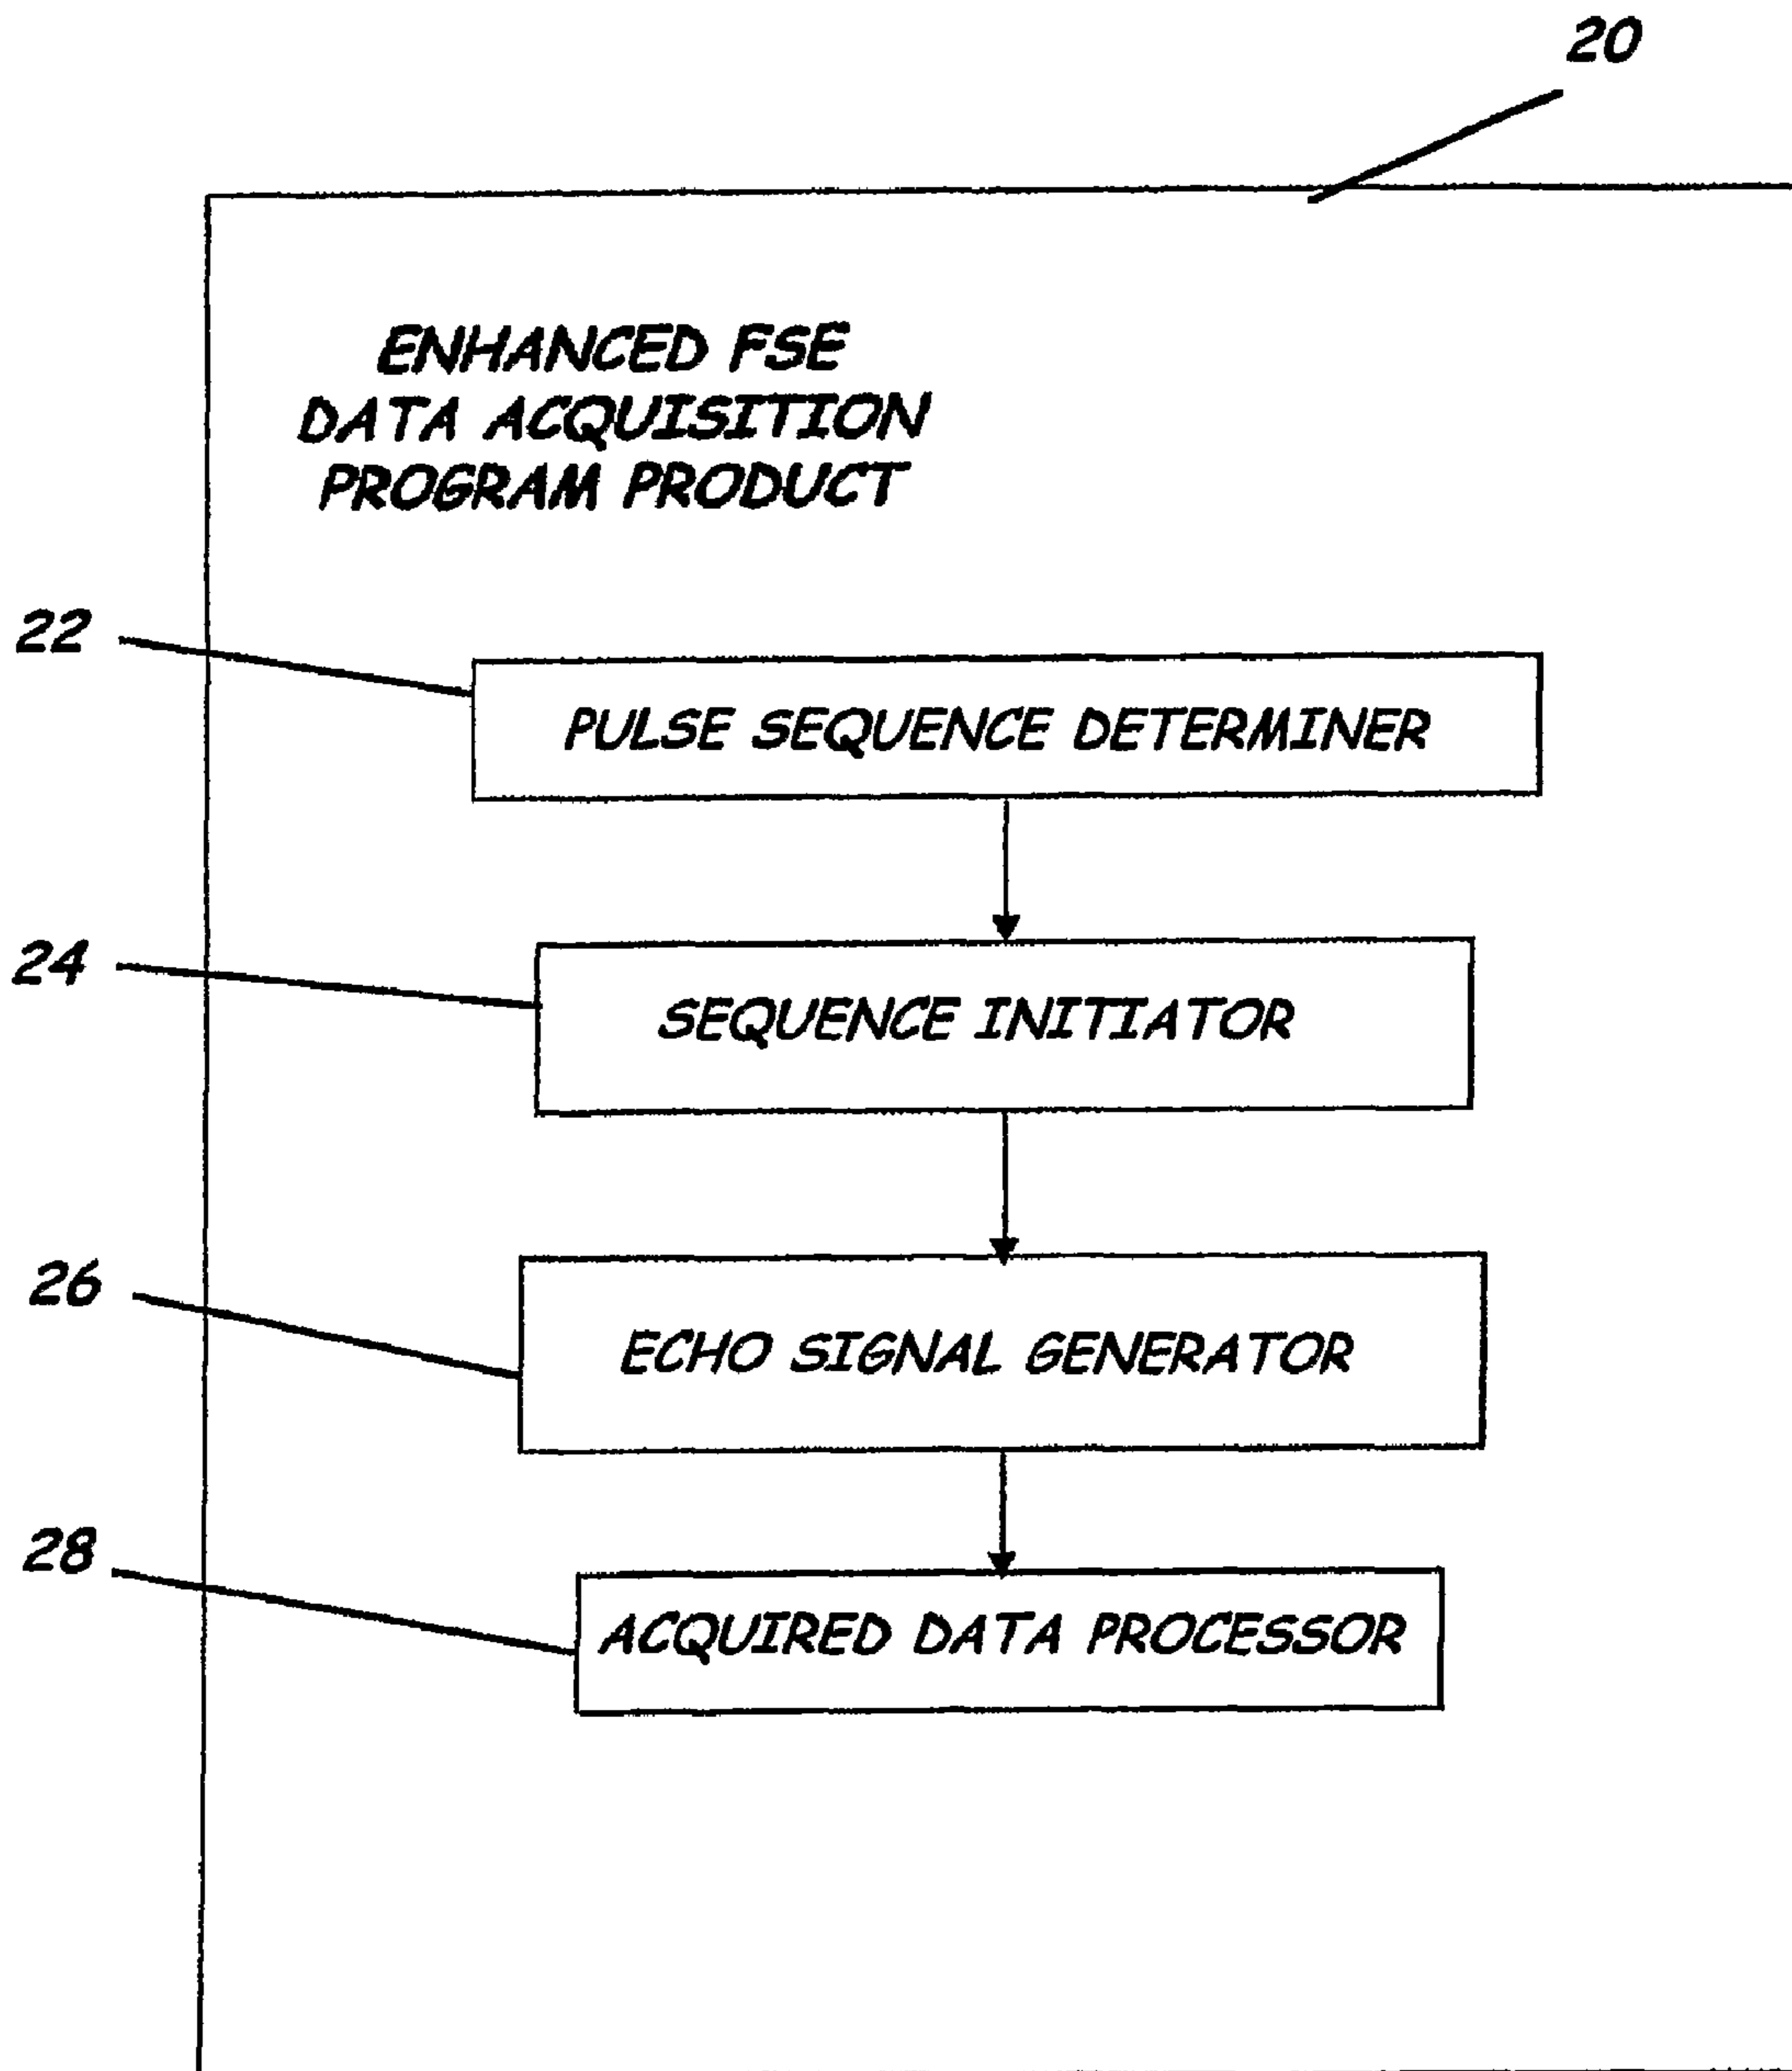 20
ENHANCED FSE
DATA ACQUISITION
PROGRAM PRODUCT
22
PULSE SEQUENCE DETERMINER
24
SEQUENCE INITIATOR
26
ECHO SIGNAL GENERATOR
28
ACQUIRED DATA PROCESSOR